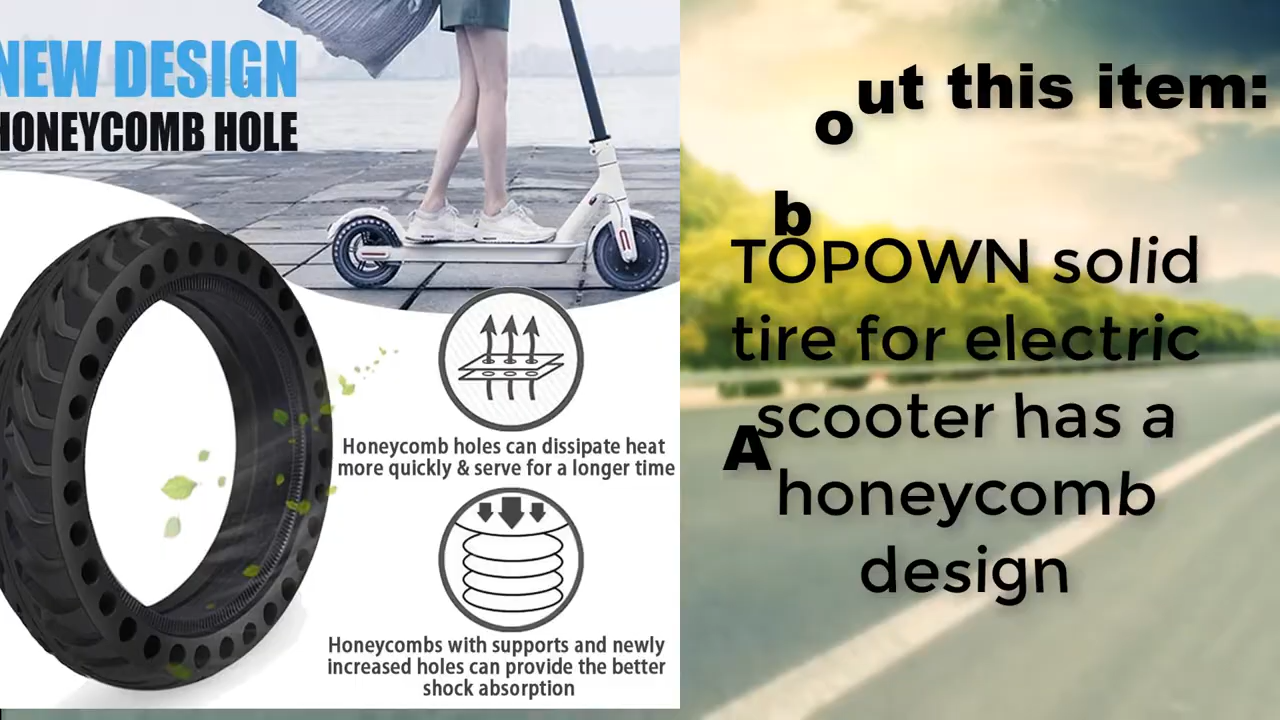 NEW DESIGN
HONEYCOMB HOLE
Honeycomb holes can dissipate heat
more quickly & serve for a longer time
Honeycombs with supports and newly
increased holes can provide the better
shock absorption
About this item:
TOPOWN solid
tire for electric
scooter has a
honeycomb
design